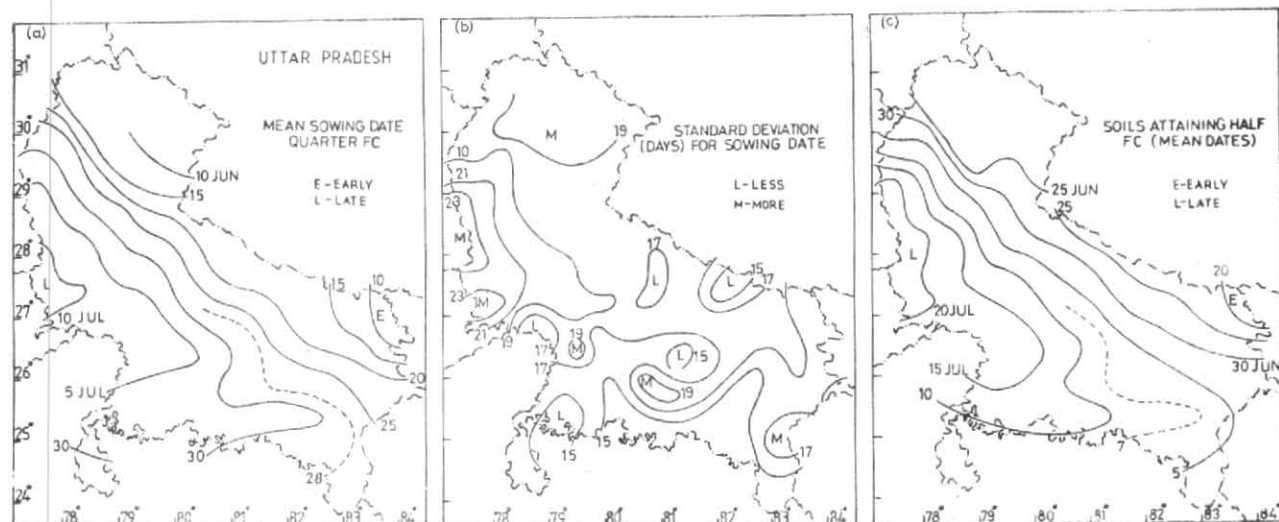 (a)
UTTAR PRADESH
MEAN SOWING DATE
QUARTER FC
E-EARLY
L-LATE
31°
30°
29°
28°
27°
26°
25°
24°
10 JUN
15
15
10
E
L
10 JUL
5 JUL
20
25
30
30
28
78° 79° 80° 81° 82° 83° 84°
(b)
STANDARD DEVIATION
(DAYS) FOR SOWING DATE
L-LESS
M-MORE
M
19
10
21
23
M
17
L
15
L
17
23
M
21
19
L
17
17
19
M
L
15
M
19
L
15
15
M
17
78 79 80 81 82 83 84
(c)
SOILS ATTAINING HALF
FC (MEAN DATES)
E-EARLY
L-LATE
30
25 JUN
25
20
E
L
20 JUL
15 JUL
10
30 JUN
7
5
78° 79° 80° 81° 82° 83° 84°